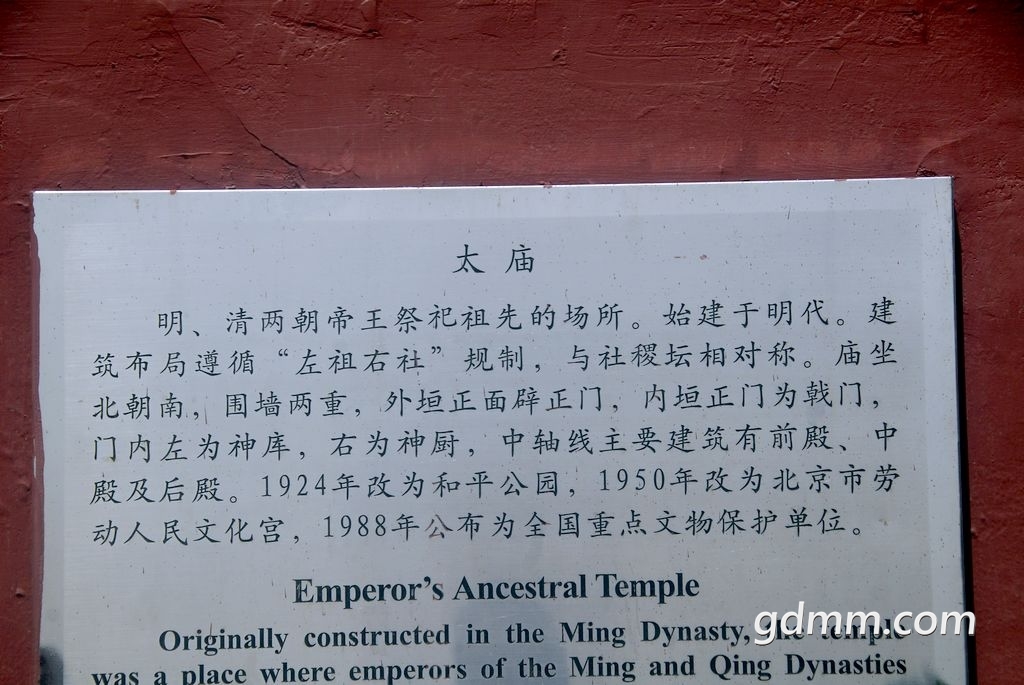 太庙
明、清两朝帝王祭祀祖先的场所。始建于明代。建
筑布局遵循“左祖右社”规制，与社稷坛相对称。庙坐
北朝南，围墙两重，外垣正面辟正门，内垣正门为戟门，
门内左为神库，右为神厨，中轴线主要建筑有前殿、中
殿及后殿。1924年改为和平公园，1950年改为北京市劳
动人民文化宫，1988年公布为全国重点文物保护单位。
Emperor’s Ancestral Temple
Originally constructed in the Ming Dynasty, the temple
was a place where emperors of the Ming and Qing Dynasties
gdmm.com